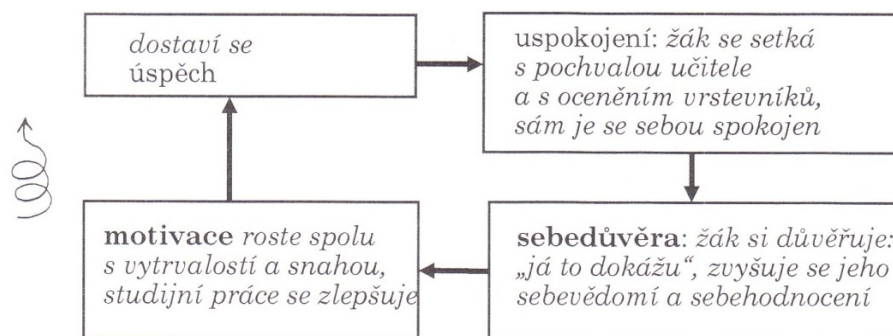 dostaví se
úspěch
uspokojení: žák se setká
s pochvalou učitele
a s oceněním vrstevníků,
sám je se sebou spokojen
motivace roste spolu
s vytrvalostí a snahou,
studijní práce se zlepšuje
sebedůvěra: žák si důvěřuje:
„já to dokážu“, zvyšuje se jeho
sebevědomí a sebehodnocení